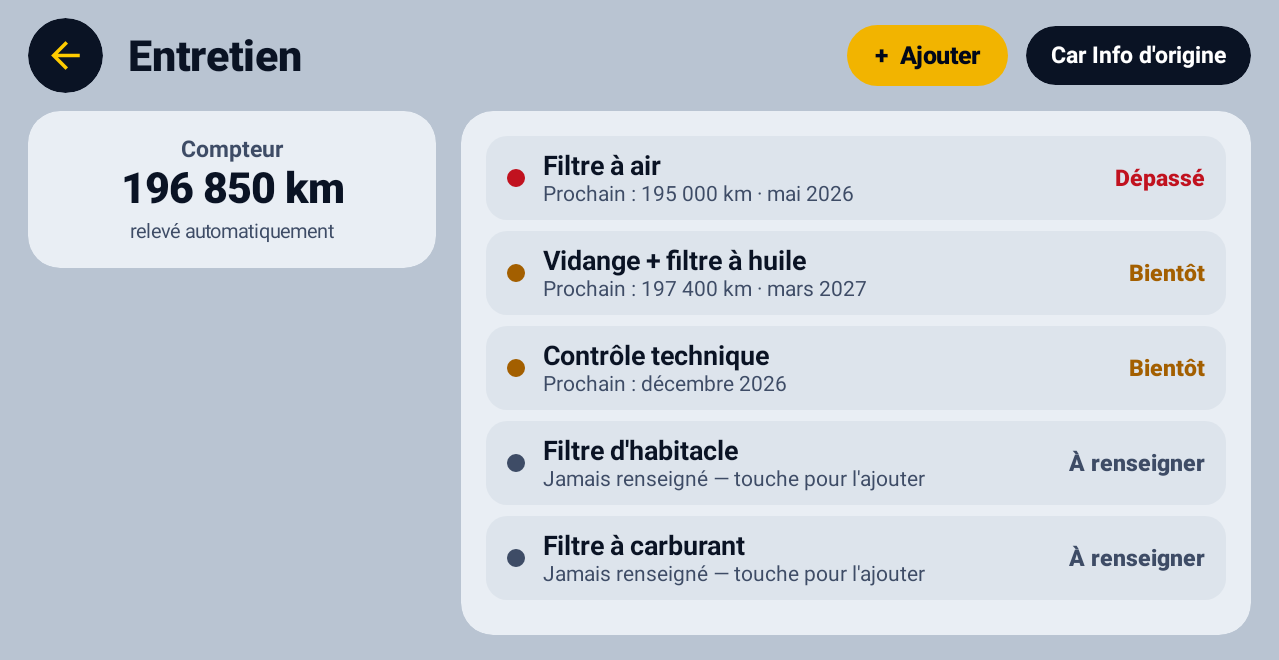 Entretien
+ Ajouter
Car Info d'origine
Compteur
196 850 km
relevé automatiquement
Filtre à air
Prochain : 195 000 km · mai 2026
Dépassé
Vidange + filtre à huile
Prochain : 197 400 km · mars 2027
Bientôt
Contrôle technique
Prochain : décembre 2026
Bientôt
Filtre d'habitacle
Jamais renseigné — touche pour l'ajouter
À renseigner
Filtre à carburant
Jamais renseigné — touche pour l'ajouter
À renseigner